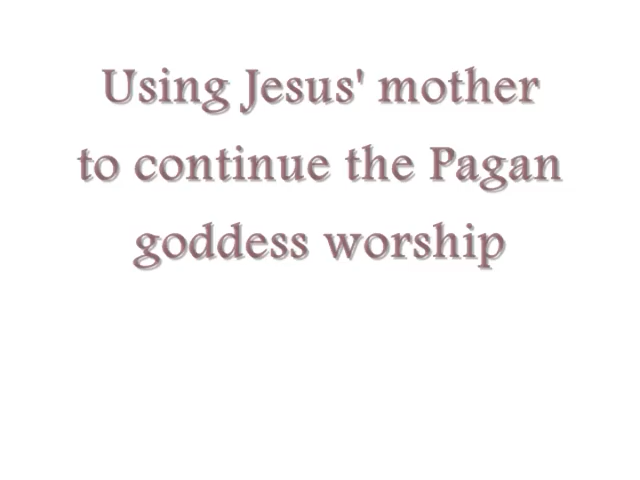 Using Jesus' mother
to continue the Pagan
goddess worship